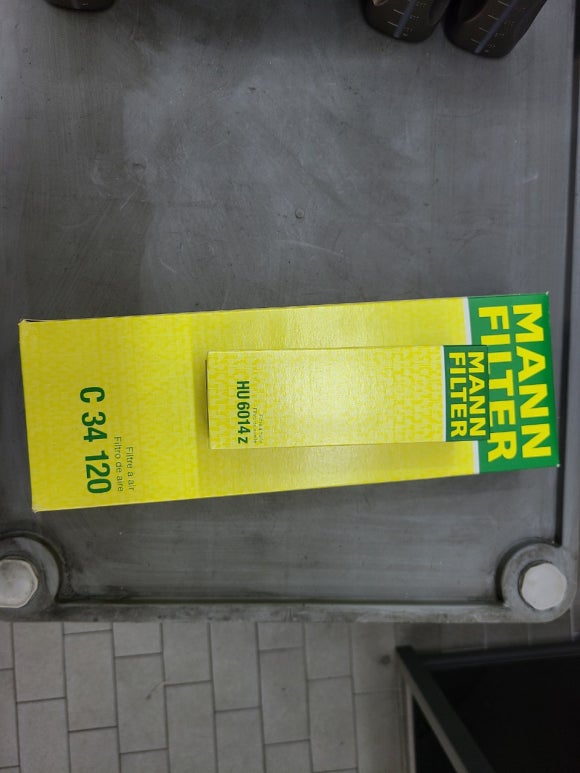 MANN
FILTER
MANN
FILTER
HU 6014 z
Filtre à air
Filtro de aire
C 34 120